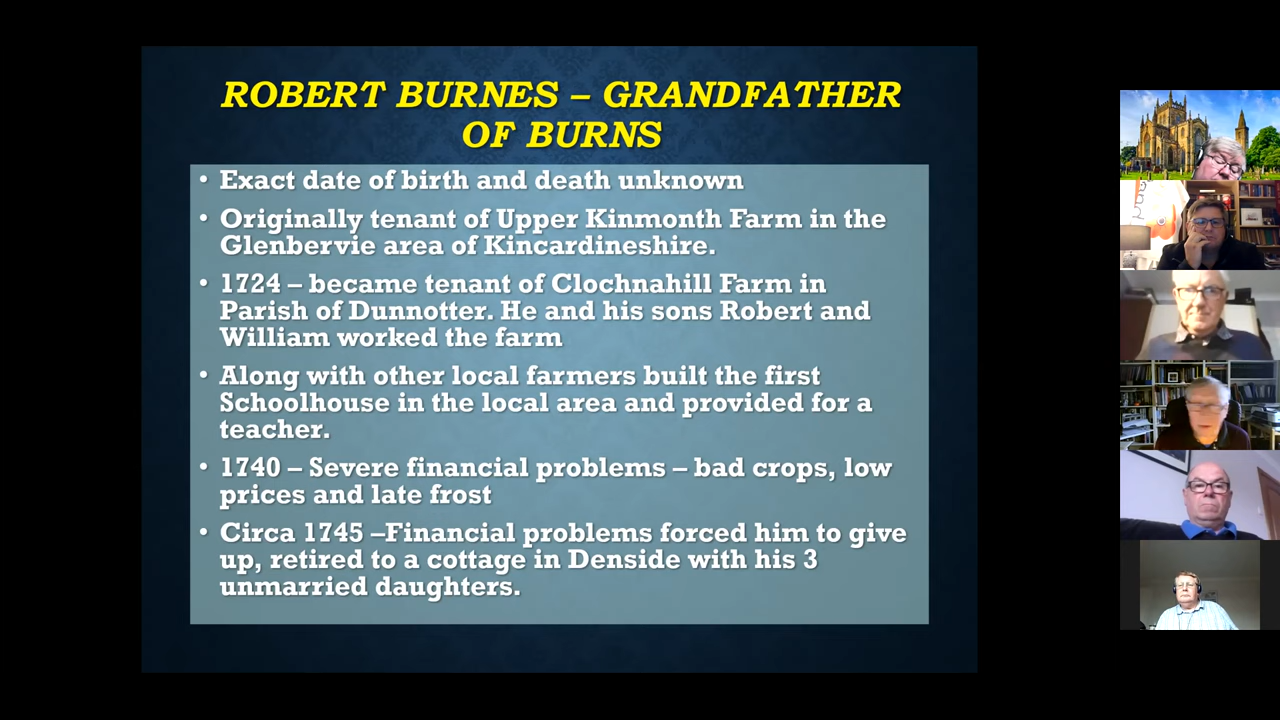 ROBERT BURNES – GRANDFATHER
OF BURNS
• Exact date of birth and death unknown
• Originally tenant of Upper Kinmonth Farm in the
Glenbervie area of Kincardineshire.
• 1724 – became tenant of Clochnahill Farm in
Parish of Dunnotter. He and his sons Robert and
William worked the farm
• Along with other local farmers built the first
Schoolhouse in the local area and provided for a
teacher.
• 1740 – Severe financial problems – bad crops, low
prices and late frost
• Circa 1745 –Financial problems forced him to give
up, retired to a cottage in Denside with his 3
unmarried daughters.